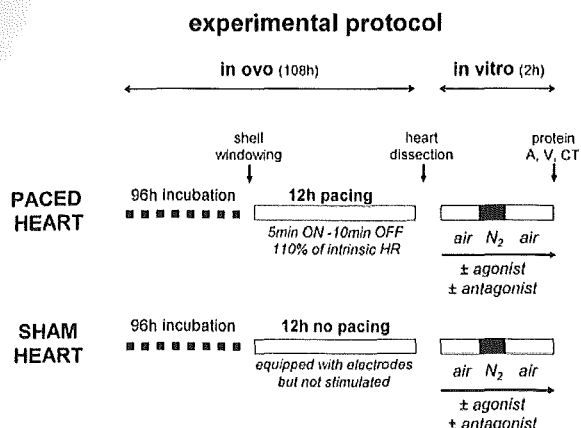 experimental protocol
in ovo (108h)
in vitro (2h)
shell
windowing
heart
dissection
protein
A, V, CT
PACED
HEART
96h incubation
12h pacing
5min ON -10min OFF
110% of intrinsic HR
air N₂ air
± agonist
± antagonist
SHAM
HEART
96h incubation
12h no pacing
equipped with electrodes
but not stimulated
air N₂ air
± agonist
± antagonist